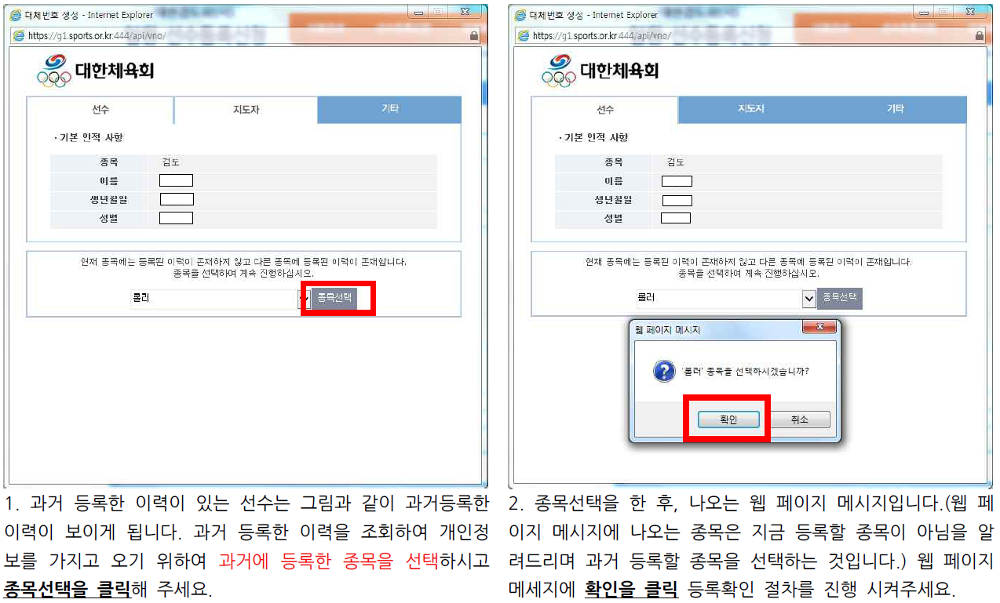 대체번호 생성 - Internet Explorer
https://g1.sports.or.kr:444/api/vno/
대한체육회
선수 지도자 기타
· 기본 인적 사항
종목 검도
이름
생년월일
성별
현재 종목에는 등록된 이력이 존재하지 않고 다른 종목에 등록된 이력이 존재합니다.
종목을 선택하여 계속 진행하십시오.
롤러 종목선택
1. 과거 등록한 이력이 있는 선수는 그림과 같이 과거등록한
이력이 보이게 됩니다. 과거 등록한 이력을 조회하여 개인정
보를 가지고 오기 위하여 과거에 등록한 종목을 선택하시고
종목선택을 클릭해 주세요.
대체번호 생성 - Internet Explorer
https://g1.sports.or.kr:444/api/vno/
대한체육회
선수 지도자 기타
· 기본 인적 사항
종목 검도
이름
생년월일
성별
현재 종목에는 등록된 이력이 존재하지 않고 다른 종목에 등록된 이력이 존재합니다.
종목을 선택하여 계속 진행하십시오.
롤러 종목선택
웹 페이지 메시지
'롤러' 종목을 선택하시겠습니까?
확인 취소
2. 종목선택을 한 후, 나오는 웹 페이지 메시지입니다.(웹 페
이지 메시지에 나오는 종목은 지금 등록할 종목이 아님을 알
려드리며 과거 등록할 종목을 선택하는 것입니다.) 웹 페이지
메세지에 확인을 클릭 등록확인 절차를 진행 시켜주세요.